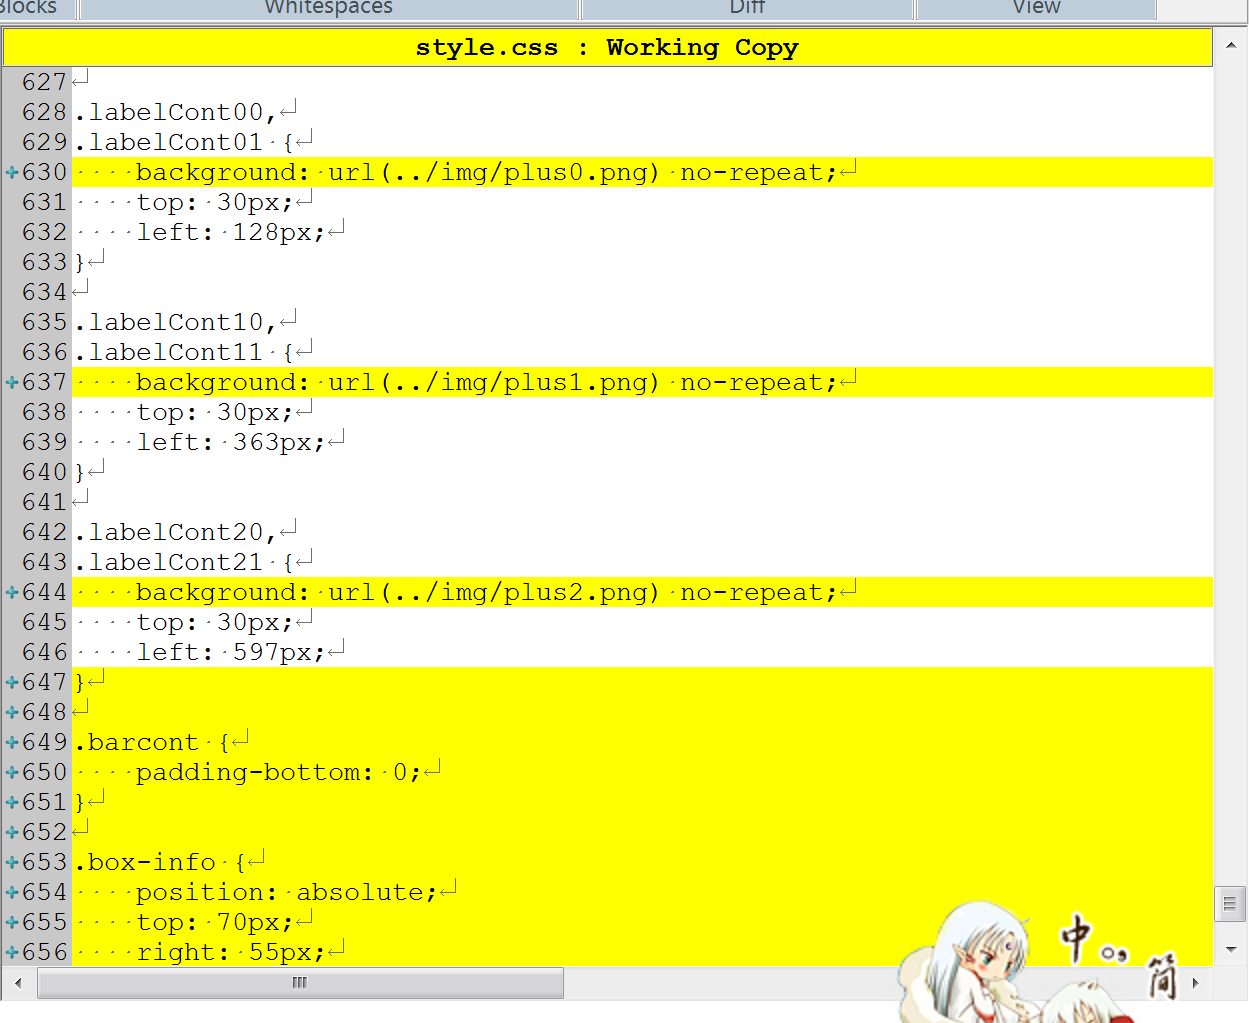 Blocks Whitespaces Diff View
style.css : Working Copy
627
628 .labelCont00,
629 .labelCont01 {
630     background: url(../img/plus0.png) no-repeat;
631     top: 30px;
632     left: 128px;
633 }
634
635 .labelCont10,
636 .labelCont11 {
637     background: url(../img/plus1.png) no-repeat;
638     top: 30px;
639     left: 363px;
640 }
641
642 .labelCont20,
643 .labelCont21 {
644     background: url(../img/plus2.png) no-repeat;
645     top: 30px;
646     left: 597px;
647 }
648
649 .barcont {
650     padding-bottom: 0;
651 }
652
653 .box-info {
654     position: absolute;
655     top: 70px;
656     right: 55px;
中 。,
简